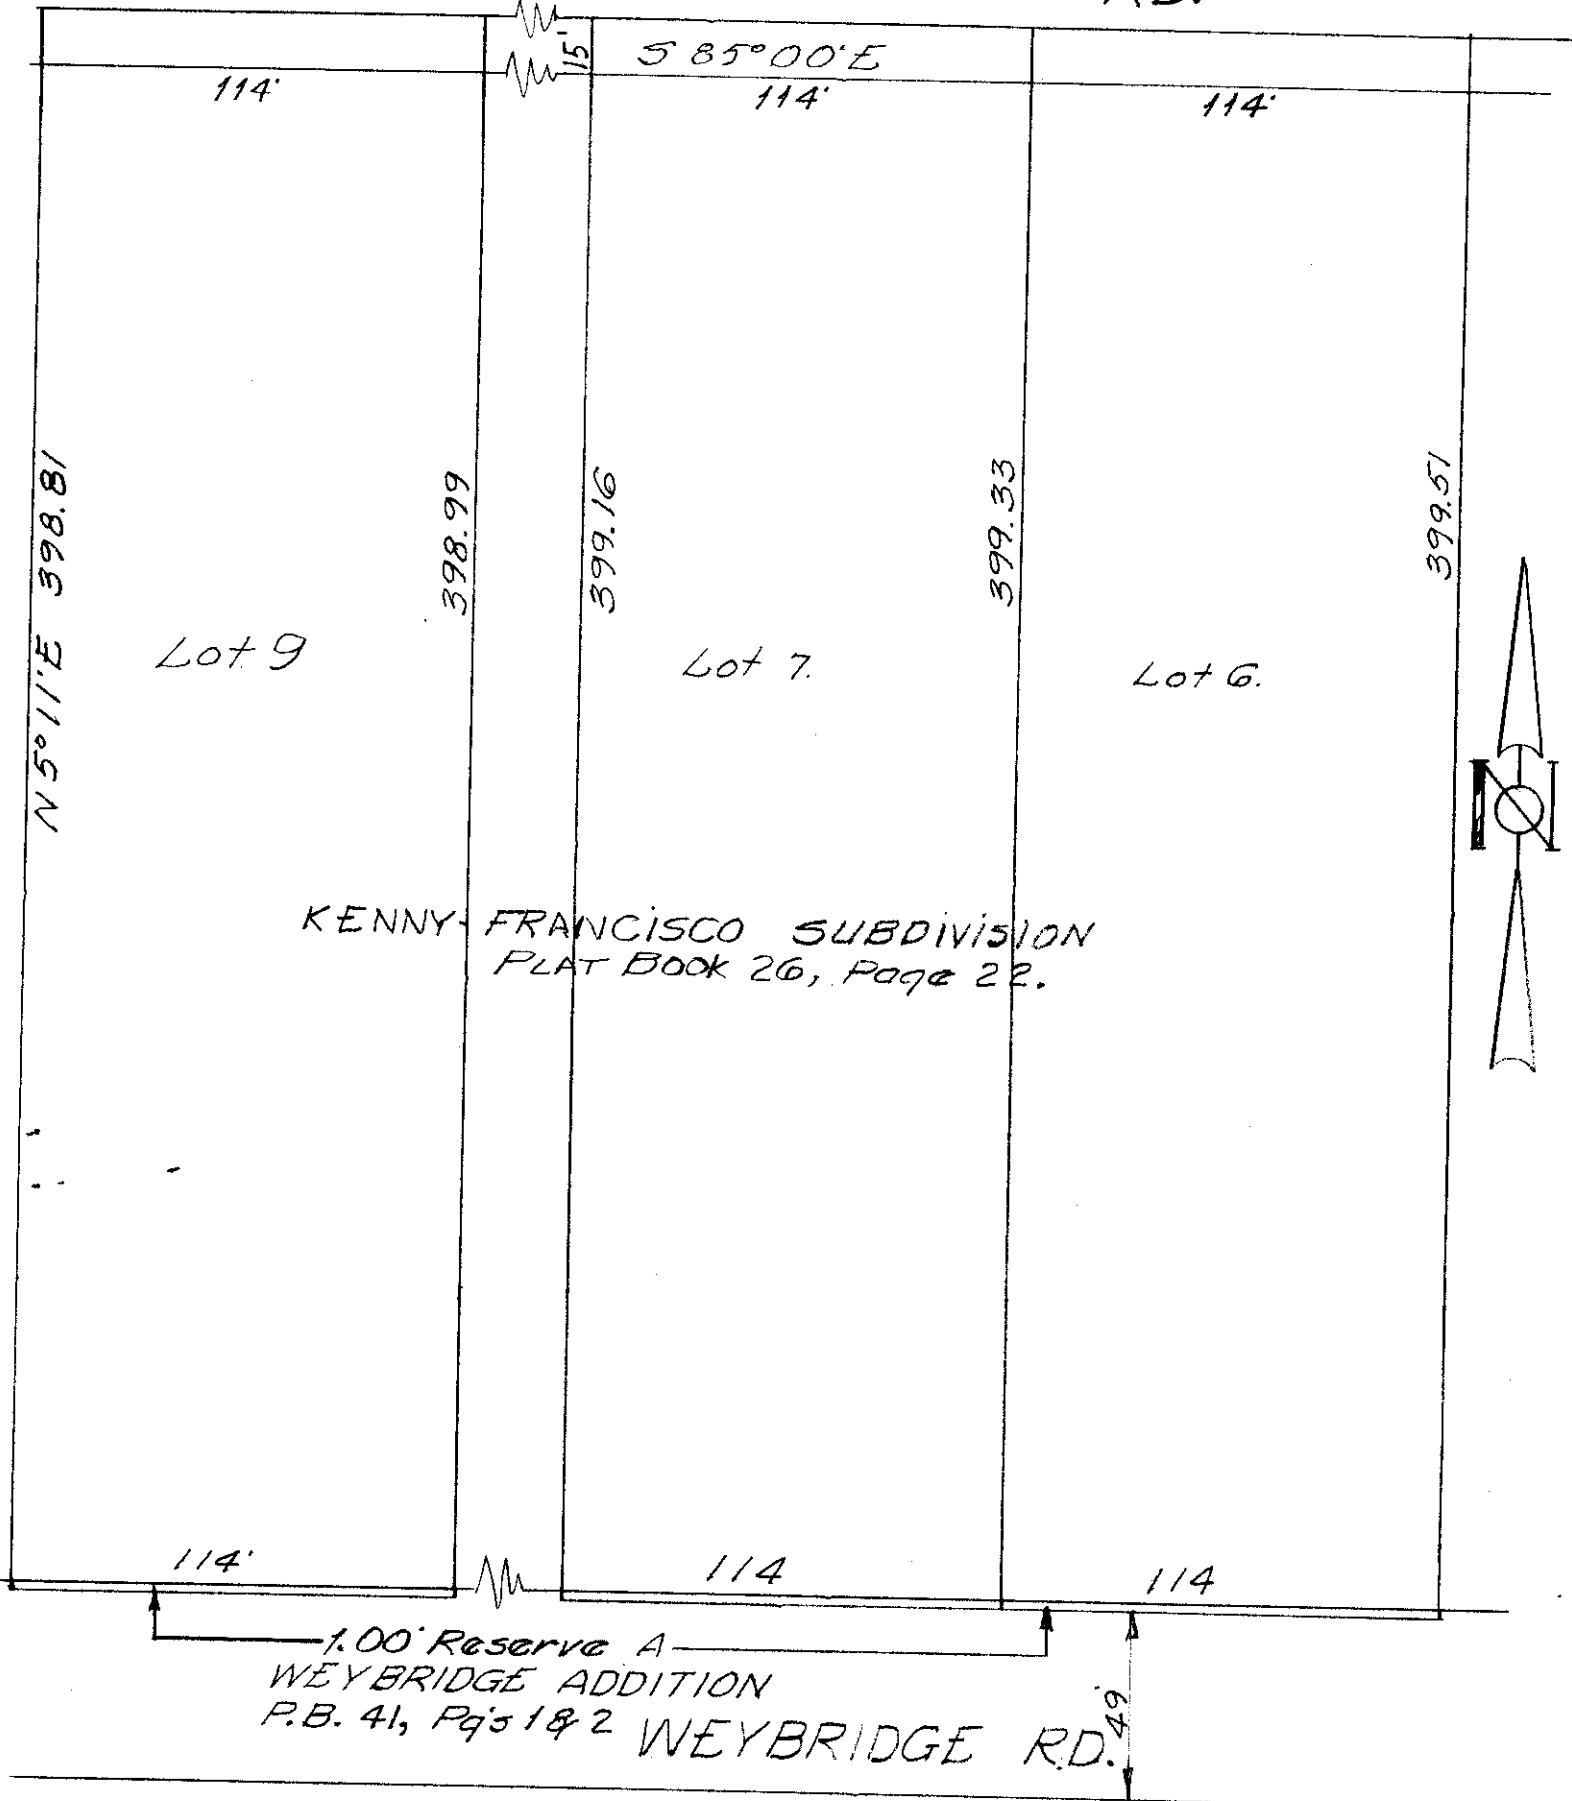 RD.
15'
S 85°00'E
114'
114'
114'
N 5°11'E 398.81
398.99
399.16
399.33
399.51
Lot 9
Lot 7.
Lot 6.
N
KENNY-FRANCISCO SUBDIVISION
PLAT BOOK 26, Page 22.
114'
114
114
1.00' Reserve A
WEYBRIDGE ADDITION
P.B. 41, Pg's 1 & 2
WEYBRIDGE RD.
49'